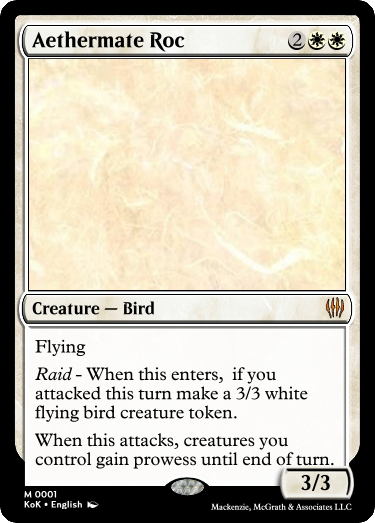 Aethermate Roc 2
Creature — Bird
Flying
Raid - When this enters,  if you
attacked this turn make a 3/3 white
flying bird creature token.
When this attacks, creatures you
control gain prowess until end of turn.
3/3
M 0001
KoK • English
Mackenzie, McGrath & Associates LLC